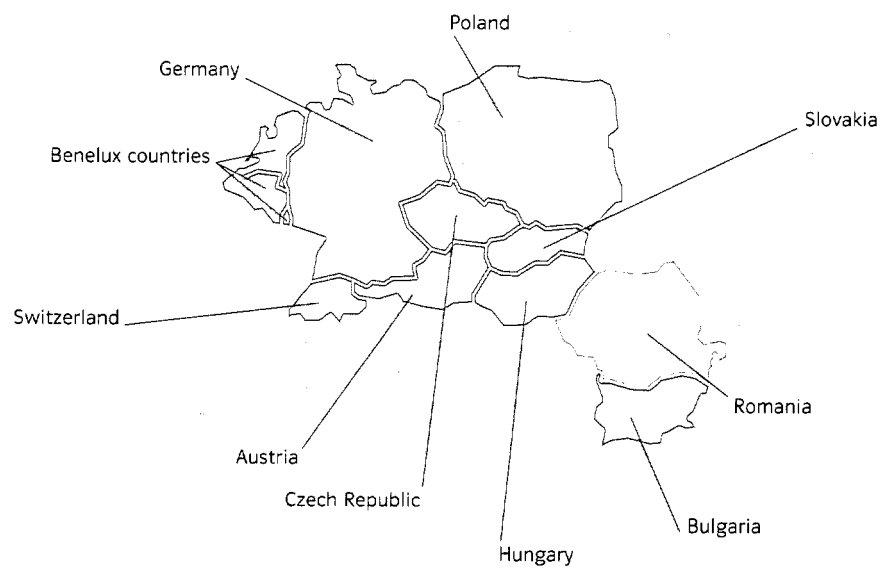 Poland
Germany
Slovakia
Benelux countries
Switzerland
Romania
Austria
Czech Republic
Bulgaria
Hungary